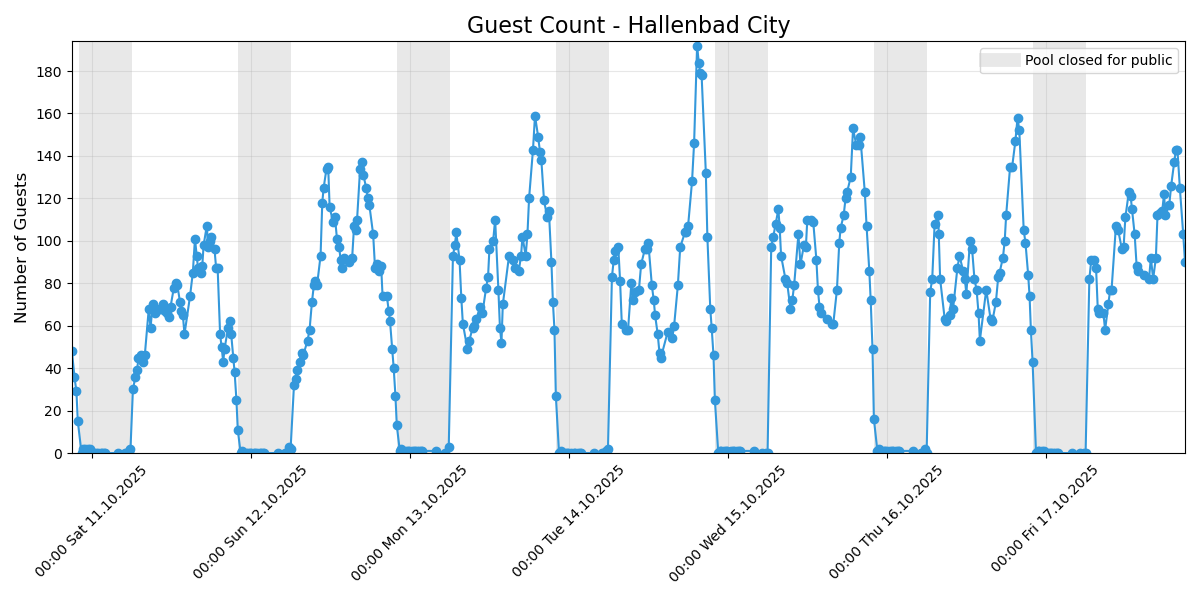 Guest Count - Hallenbad City
Pool closed for public
Number of Guests
180
160
140
120
100
80
60
40
20
0
00:00 Sat 11.10.2025
00:00 Sun 12.10.2025
00:00 Mon 13.10.2025
00:00 Tue 14.10.2025
00:00 Wed 15.10.2025
00:00 Thu 16.10.2025
00:00 Fri 17.10.2025